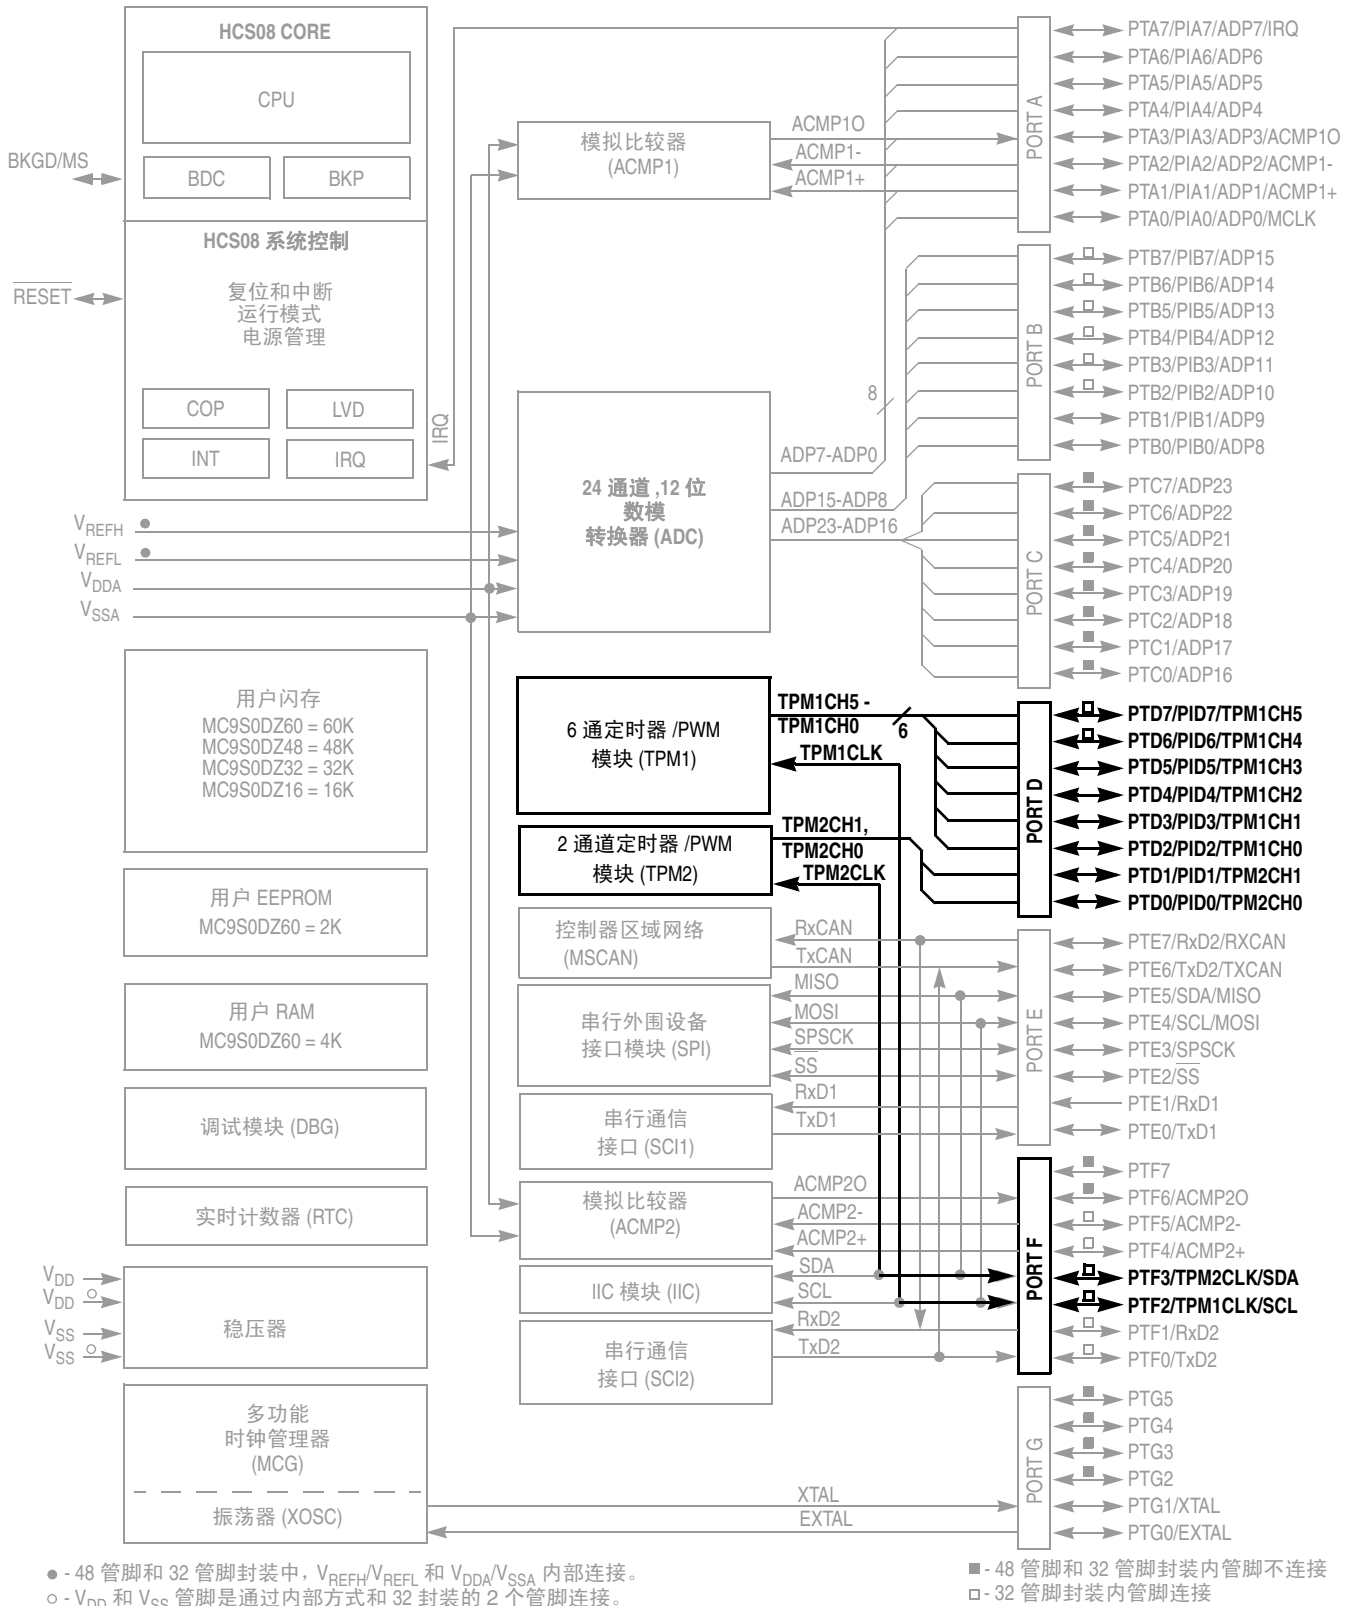 HCS08 CORE
CPU
BDC
BKP
BKGD/MS
HCS08 系统控制
复位和中断
运行模式
电源管理
RESET
COP
LVD
INT
IRQ
IRQ
V_REFH
V_REFL
V_DDA
V_SSA
用户闪存
MC9S0DZ60 = 60K
MC9S0DZ48 = 48K
MC9S0DZ32 = 32K
MC9S0DZ16 = 16K
用户 EEPROM
MC9S0DZ60 = 2K
用户 RAM
MC9S0DZ60 = 4K
调试模块 (DBG)
实时计数器 (RTC)
V_DD
V_DD
V_SS
V_SS
稳压器
多功能
时钟管理器
(MCG)
振荡器 (XOSC)
模拟比较器
(ACMP1)
ACMP1O
ACMP1-
ACMP1+
24 通道 ,12 位
数模
转换器 (ADC)
8
ADP7-ADP0
ADP15-ADP8
ADP23-ADP16
6 通定时器 /PWM
模块 (TPM1)
TPM1CH5 -
TPM1CH0
6
TPM1CLK
2 通道定时器 /PWM
模块 (TPM2)
TPM2CH1,
TPM2CH0
TPM2CLK
控制器区域网络
(MSCAN)
RxCAN
TxCAN
串行外围设备
接口模块 (SPI)
MISO
MOSI
SPSCK
SS
串行通信
接口 (SCI1)
RxD1
TxD1
模拟比较器
(ACMP2)
ACMP2O
ACMP2-
ACMP2+
IIC 模块 (IIC)
SDA
SCL
串行通信
接口 (SCI2)
RxD2
TxD2
XTAL
EXTAL
PORT A
PTA7/PIA7/ADP7/IRQ
PTA6/PIA6/ADP6
PTA5/PIA5/ADP5
PTA4/PIA4/ADP4
PTA3/PIA3/ADP3/ACMP1O
PTA2/PIA2/ADP2/ACMP1-
PTA1/PIA1/ADP1/ACMP1+
PTA0/PIA0/ADP0/MCLK
PORT B
PTB7/PIB7/ADP15
PTB6/PIB6/ADP14
PTB5/PIB5/ADP13
PTB4/PIB4/ADP12
PTB3/PIB3/ADP11
PTB2/PIB2/ADP10
PTB1/PIB1/ADP9
PTB0/PIB0/ADP8
PORT C
PTC7/ADP23
PTC6/ADP22
PTC5/ADP21
PTC4/ADP20
PTC3/ADP19
PTC2/ADP18
PTC1/ADP17
PTC0/ADP16
PORT D
PTD7/PID7/TPM1CH5
PTD6/PID6/TPM1CH4
PTD5/PID5/TPM1CH3
PTD4/PID4/TPM1CH2
PTD3/PID3/TPM1CH1
PTD2/PID2/TPM1CH0
PTD1/PID1/TPM2CH1
PTD0/PID0/TPM2CH0
PORT E
PTE7/RxD2/RXCAN
PTE6/TxD2/TXCAN
PTE5/SDA/MISO
PTE4/SCL/MOSI
PTE3/SPSCK
PTE2/SS
PTE1/RxD1
PTE0/TxD1
PORT F
PTF7
PTF6/ACMP2O
PTF5/ACMP2-
PTF4/ACMP2+
PTF3/TPM2CLK/SDA
PTF2/TPM1CLK/SCL
PTF1/RxD2
PTF0/TxD2
PORT G
PTG5
PTG4
PTG3
PTG2
PTG1/XTAL
PTG0/EXTAL
● - 48 管脚和 32 管脚封装中，V_REFH/V_REFL 和 V_DDA/V_SSA 内部连接。
○ - V_DD 和 V_SS 管脚是通过内部方式和 32 封装的 2 个管脚连接。
■ - 48 管脚和 32 管脚封装内管脚不连接
□ - 32 管脚封装内管脚连接